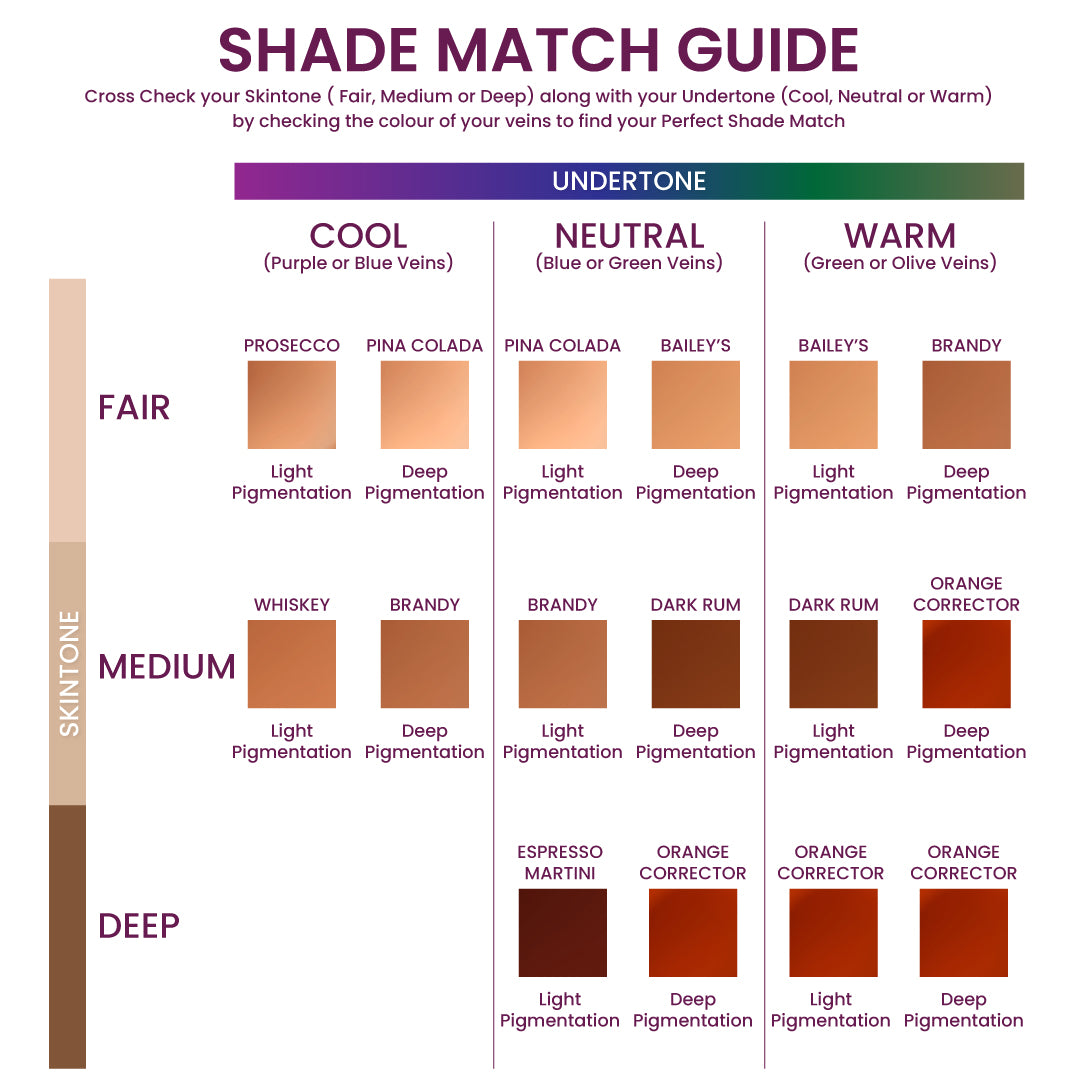 SHADE MATCH GUIDE
Cross Check your Skintone ( Fair, Medium or Deep) along with your Undertone (Cool, Neutral or Warm)
by checking the colour of your veins to find your Perfect Shade Match
UNDERTONE
COOL
(Purple or Blue Veins)
NEUTRAL
(Blue or Green Veins)
WARM
(Green or Olive Veins)
SKINTONE
FAIR
PROSECCO
Light
Pigmentation
PINA COLADA
Deep
Pigmentation
PINA COLADA
Light
Pigmentation
BAILEY’S
Deep
Pigmentation
BAILEY’S
Light
Pigmentation
BRANDY
Deep
Pigmentation
MEDIUM
WHISKEY
Light
Pigmentation
BRANDY
Deep
Pigmentation
BRANDY
Light
Pigmentation
DARK RUM
Deep
Pigmentation
DARK RUM
Light
Pigmentation
ORANGE
CORRECTOR
Deep
Pigmentation
DEEP
ESPRESSO
MARTINI
Light
Pigmentation
ORANGE
CORRECTOR
Deep
Pigmentation
ORANGE
CORRECTOR
Light
Pigmentation
ORANGE
CORRECTOR
Deep
Pigmentation